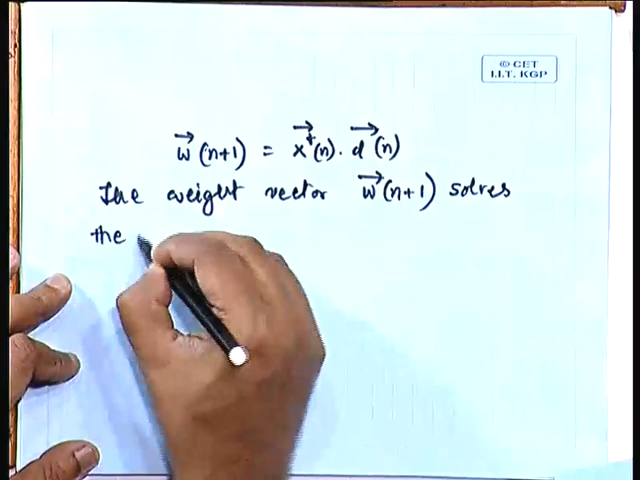 © CET
I.I.T. KGP
w⃗(n+1) = x⃗⁺(n). d⃗(n)
The weight vector w⃗(n+1) solves
the